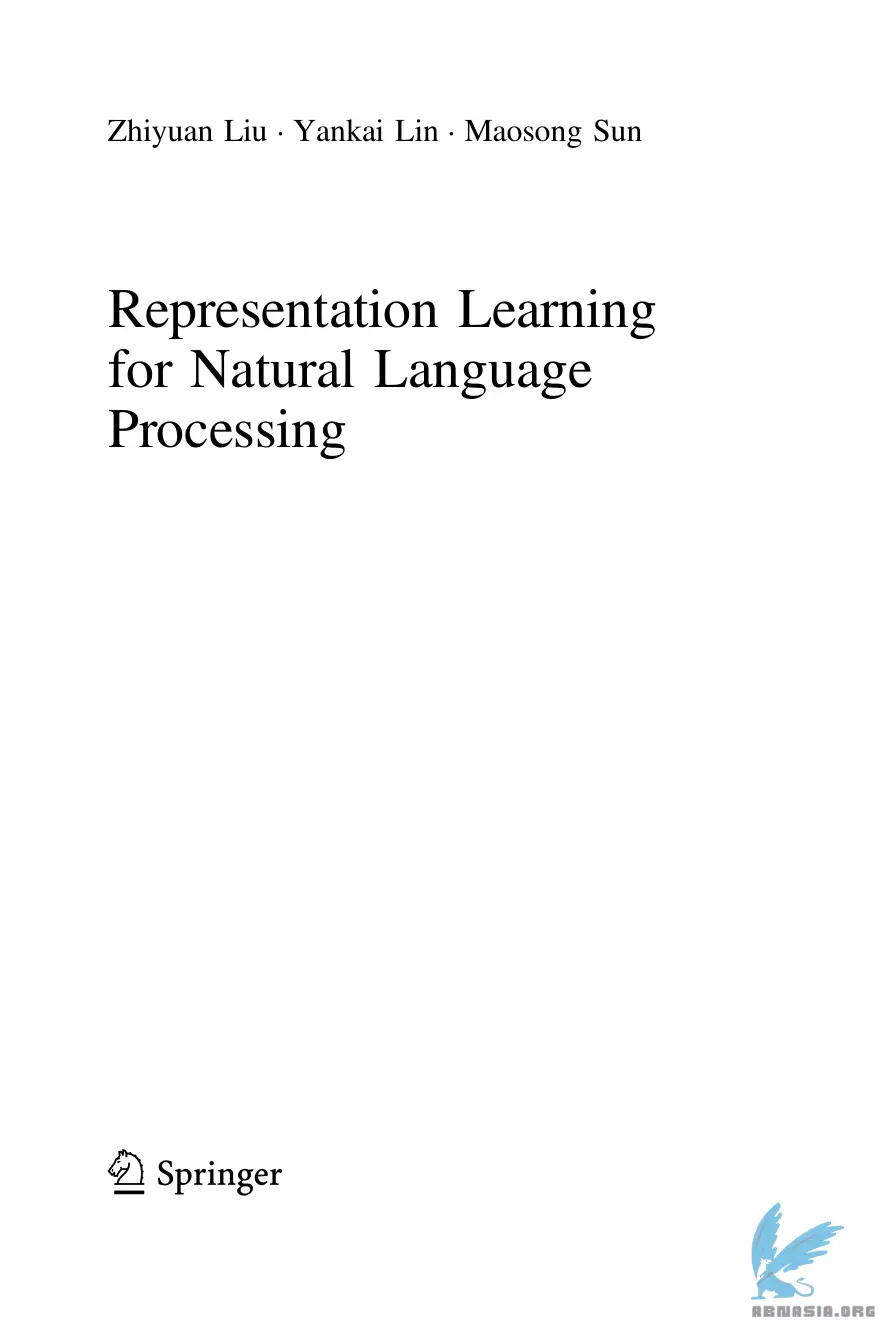 Zhiyuan Liu · Yankai Lin · Maosong Sun
Representation Learning
for Natural Language
Processing
Springer
ABNASIA.ORG